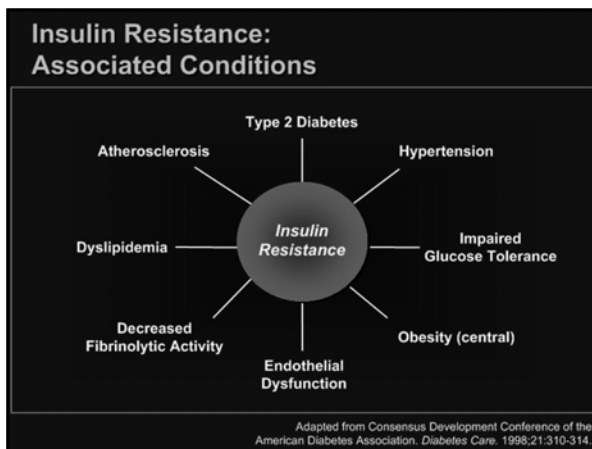 Insulin Resistance:
Associated Conditions
Type 2 Diabetes
Atherosclerosis
Hypertension
Insulin
Resistance
Dyslipidemia
Impaired
Glucose Tolerance
Decreased
Fibrinolytic Activity
Obesity (central)
Endothelial
Dysfunction
Adapted from Consensus Development Conference of the
American Diabetes Association. Diabetes Care. 1998;21:310-314.